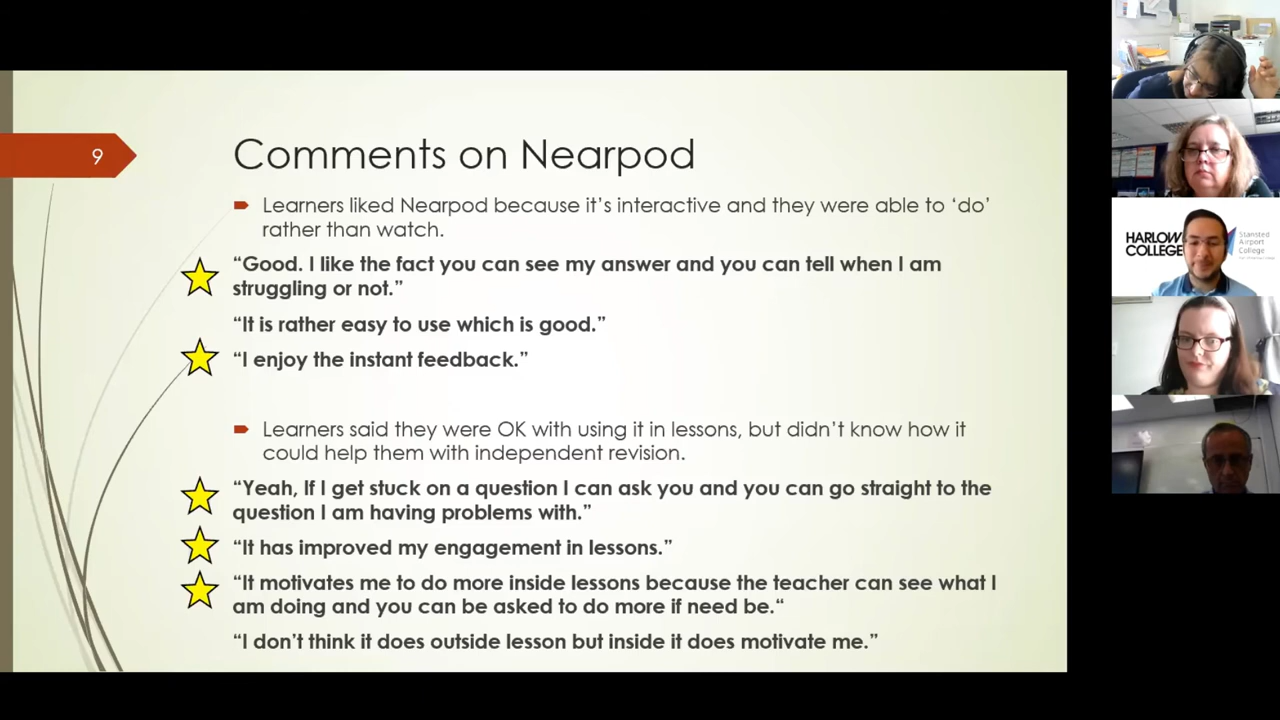 9
Comments on Nearpod
Learners liked Nearpod because it’s interactive and they were able to ‘do’
rather than watch.
“Good. I like the fact you can see my answer and you can tell when I am
struggling or not.”
“It is rather easy to use which is good.”
“I enjoy the instant feedback.”
Learners said they were OK with using it in lessons, but didn’t know how it
could help them with independent revision.
“Yeah, If I get stuck on a question I can ask you and you can go straight to the
question I am having problems with.”
“It has improved my engagement in lessons.”
“It motivates me to do more inside lessons because the teacher can see what I
am doing and you can be asked to do more if need be.“
“I don’t think it does outside lesson but inside it does motivate me.”
HARLOW
COLLEGE
Stansted
Airport
College